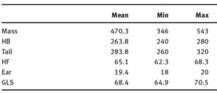 Mean Min Max
Mass 470.3 346 543
HB 263.8 240 280
Tail 283.8 260 320
HF 65.1 62.3 68.3
Ear 19.4 18 20
GLS 68.4 64.9 70.5